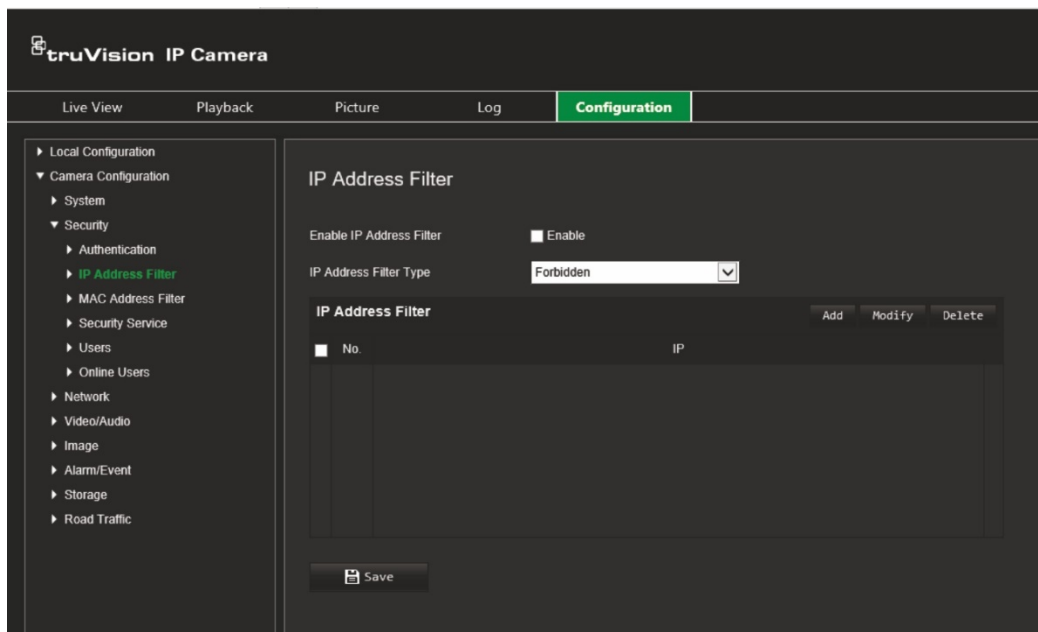 truVision IP Camera
Live View Playback Picture Log Configuration
Local Configuration
Camera Configuration
System
Security
Authentication
IP Address Filter
MAC Address Filter
Security Service
Users
Online Users
Network
Video/Audio
Image
Alarm/Event
Storage
Road Traffic
IP Address Filter
Enable IP Address Filter Enable
IP Address Filter Type Forbidden
IP Address Filter Add Modify Delete
No. IP
Save